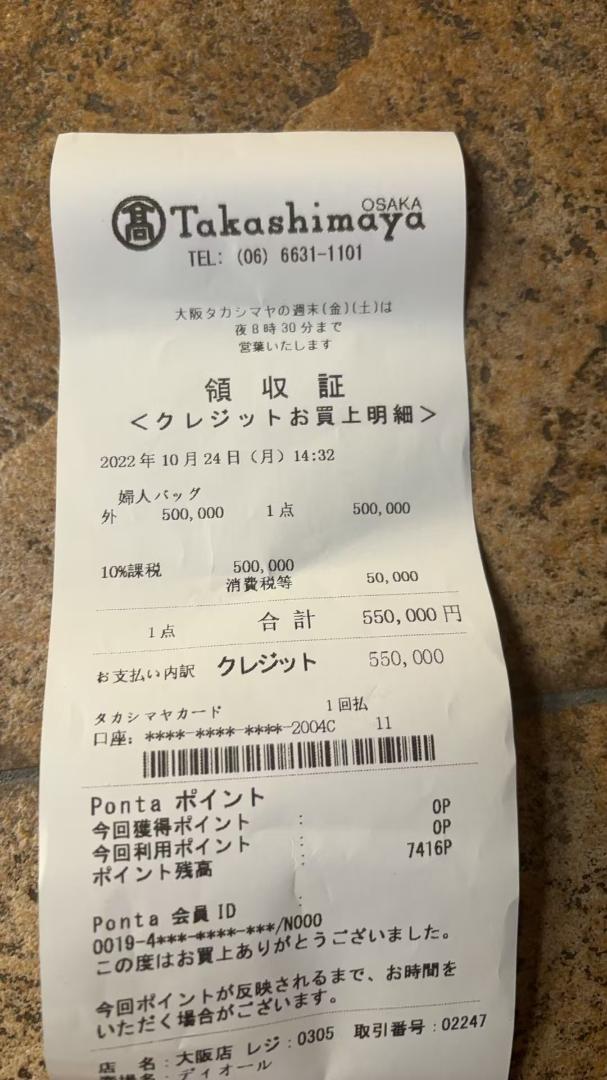 髙 Takashimaya OSAKA
TEL: (06) 6631-1101
大阪タカシマヤの週末(金)(土)は
夜8時30分まで
営業いたします
領収証
<クレジットお買上明細>
2022年10月24日(月)14:32
婦人バッグ
外 500,000 1点 500,000
10%課税 500,000
消費税等 50,000
1点 合計 550,000円
お支払い内訳 クレジット 550,000
タカシマヤカード 1回払
口座: ****-****-****-2004C 11
Ponta ポイント
今回獲得ポイント : 0P
今回利用ポイント : 0P
ポイント残高 : 7416P
Ponta 会員ID :
0019-4***-****-***/N000
この度はお買上ありがとうございました。
今回ポイントが反映されるまで、お時間を
いただく場合がございます。
店 名:大阪店 レジ:0305 取引番号:02247
名:ディオール